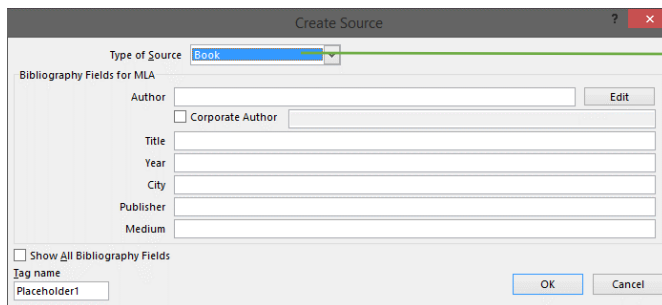 Create Source
? ×
Type of Source Book
Bibliography Fields for MLA
Author Edit
Corporate Author
Title
Year
City
Publisher
Medium
Show All Bibliography Fields
Tag name
Placeholder1
OK Cancel